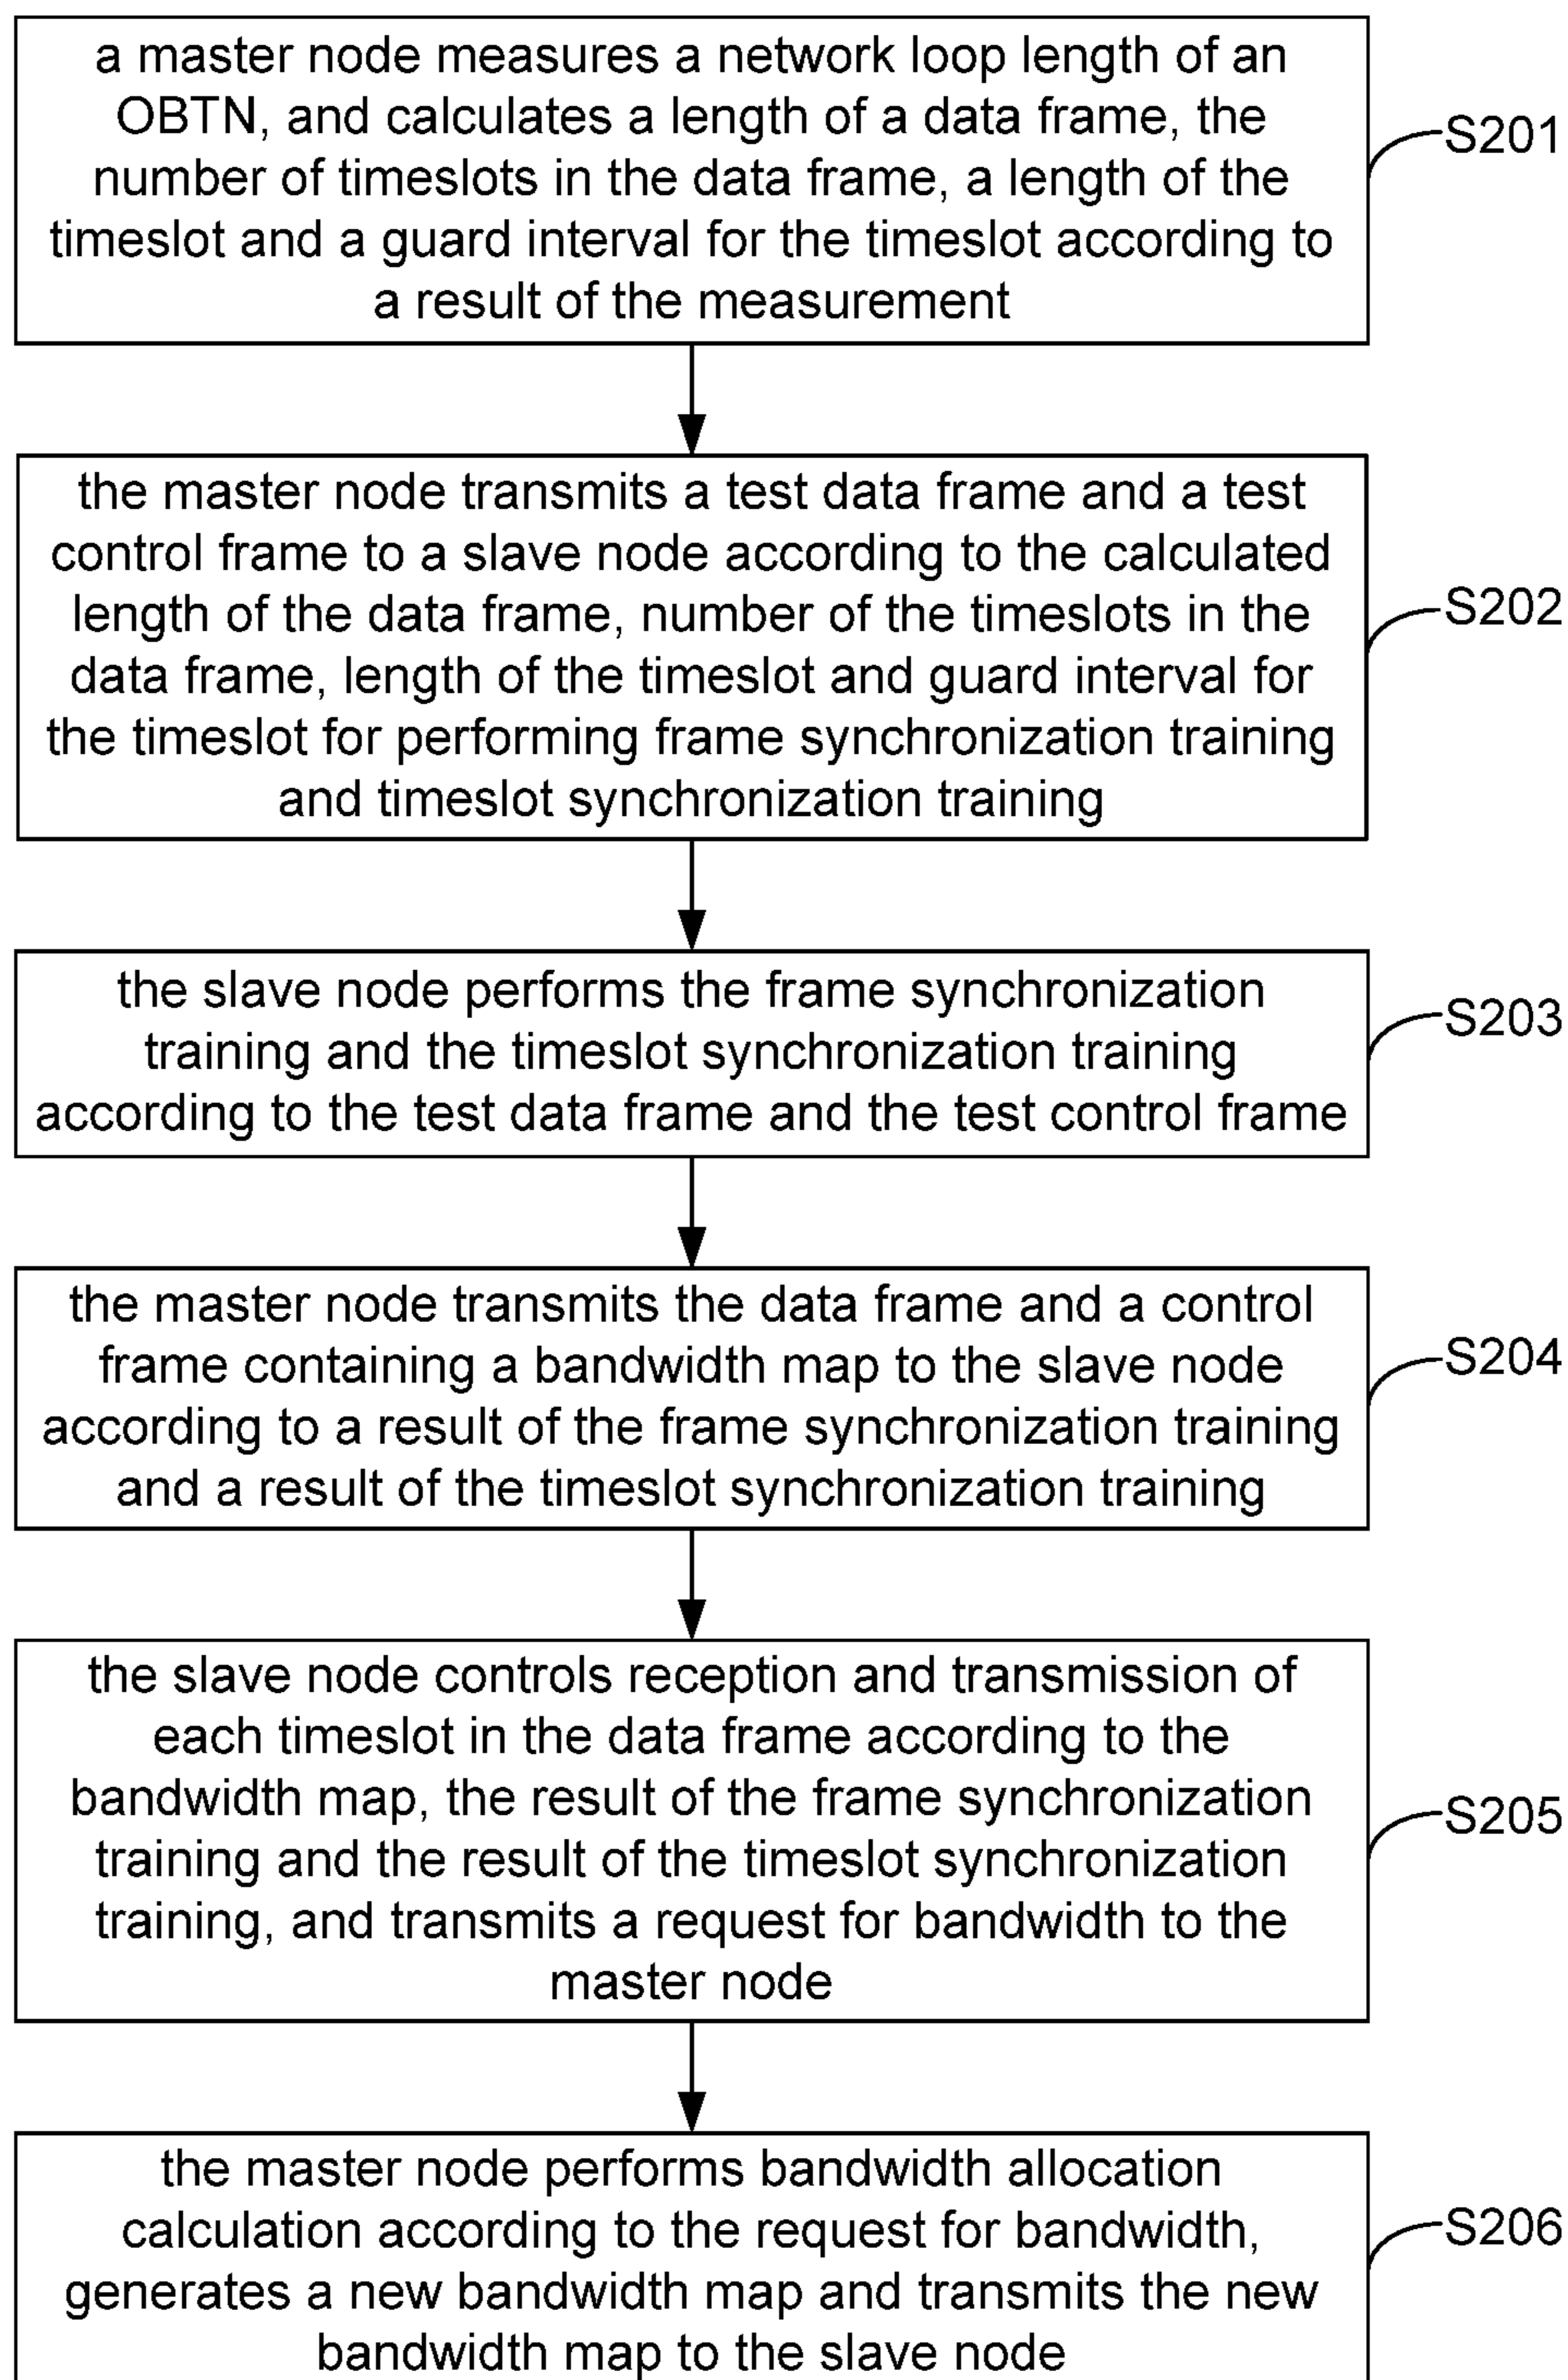 a master node measures a network loop length of an
OBTN, and calculates a length of a data frame, the
number of timeslots in the data frame, a length of the
timeslot and a guard interval for the timeslot according to
a result of the measurement
S201
the master node transmits a test data frame and a test
control frame to a slave node according to the calculated
length of the data frame, number of the timeslots in the
data frame, length of the timeslot and guard interval for
the timeslot for performing frame synchronization training
and timeslot synchronization training
S202
the slave node performs the frame synchronization
training and the timeslot synchronization training
according to the test data frame and the test control frame
S203
the master node transmits the data frame and a control
frame containing a bandwidth map to the slave node
according to a result of the frame synchronization training
and a result of the timeslot synchronization training
S204
the slave node controls reception and transmission of
each timeslot in the data frame according to the
bandwidth map, the result of the frame synchronization
training and the result of the timeslot synchronization
training, and transmits a request for bandwidth to the
master node
S205
the master node performs bandwidth allocation
calculation according to the request for bandwidth,
generates a new bandwidth map and transmits the new
bandwidth map to the slave node
S206